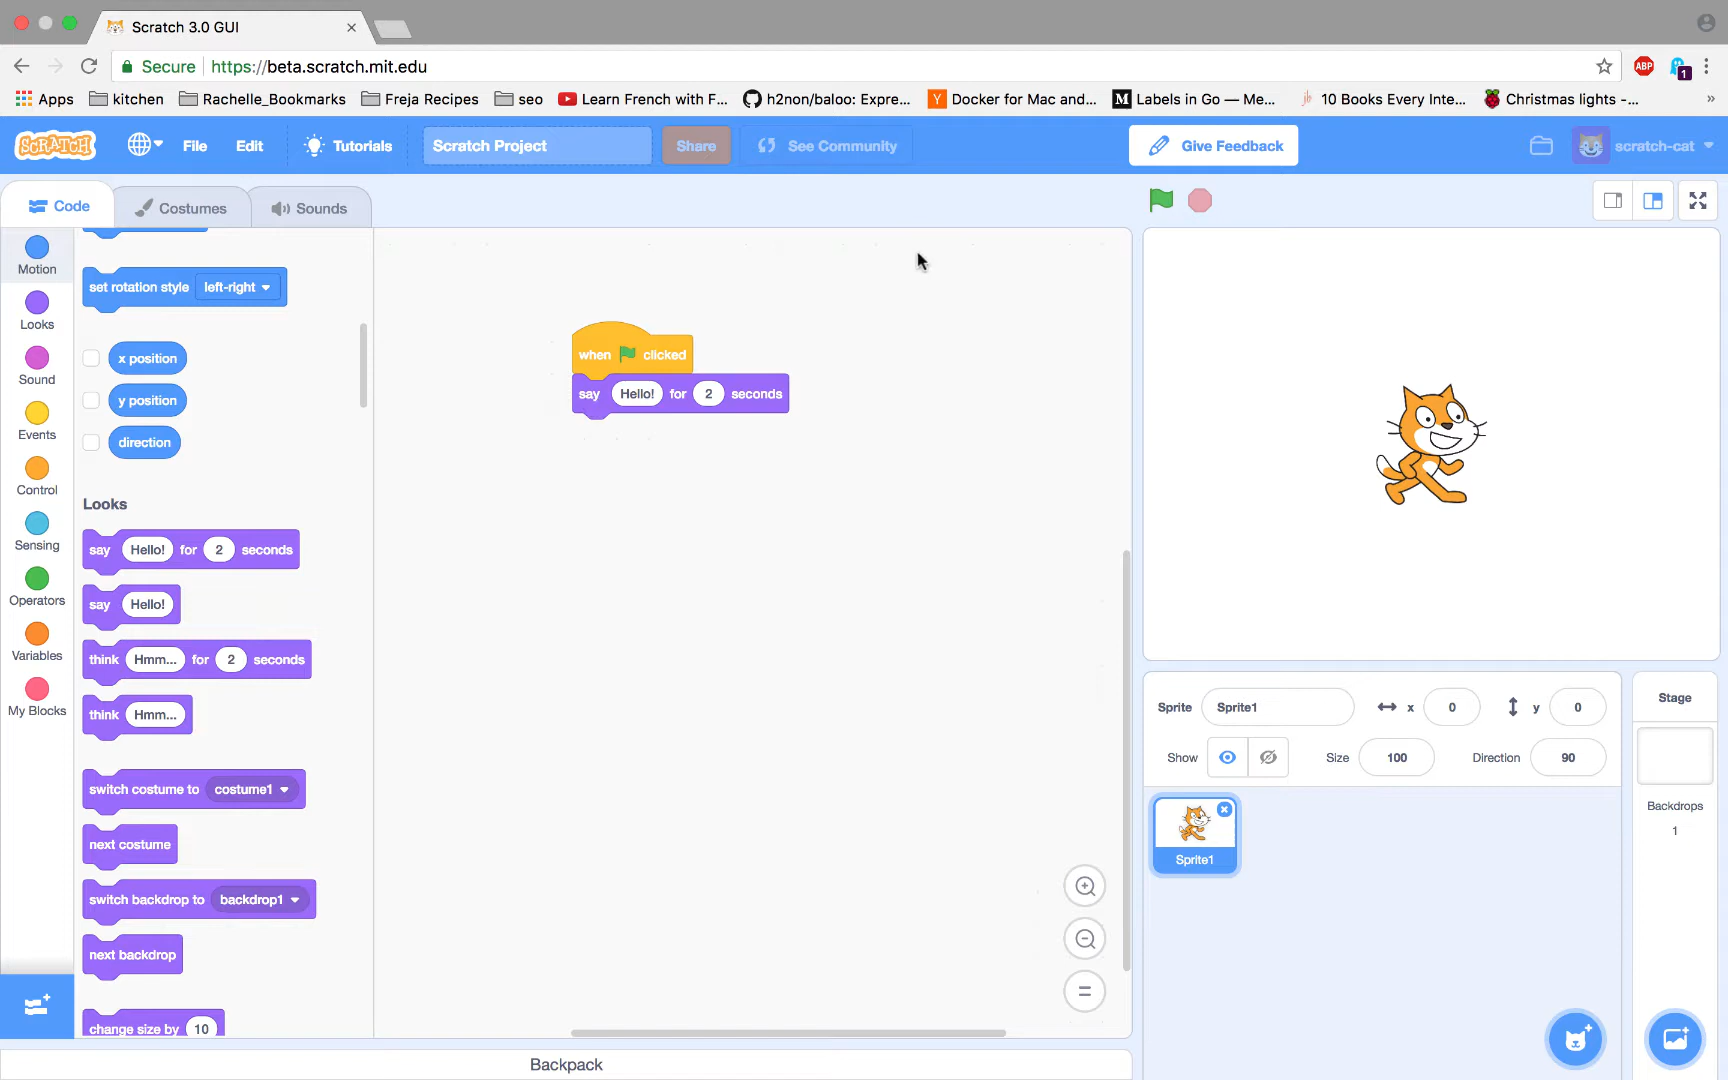 Scratch 3.0 GUI
Secure https://beta.scratch.mit.edu
ABP 1
Apps kitchen Rachelle_Bookmarks Freja Recipes seo Learn French with F... h2non/baloo: Expre... Docker for Mac and... Labels in Go — Me... 10 Books Every Inte... Christmas lights -... »
SCRATCH File Edit Tutorials Scratch Project Share See Community Give Feedback scratch-cat
Code Costumes Sounds
Motion
Looks
Sound
Events
Control
Sensing
Operators
Variables
My Blocks
set rotation style left-right
x position
y position
direction
Looks
say Hello! for 2 seconds
say Hello!
think Hmm... for 2 seconds
think Hmm...
switch costume to costume1
next costume
switch backdrop to backdrop1
next backdrop
change size by 10
when clicked
say Hello! for 2 seconds
Backpack
Sprite Sprite1 x 0 y 0
Show Size 100 Direction 90
Sprite1
Stage
Backdrops
1